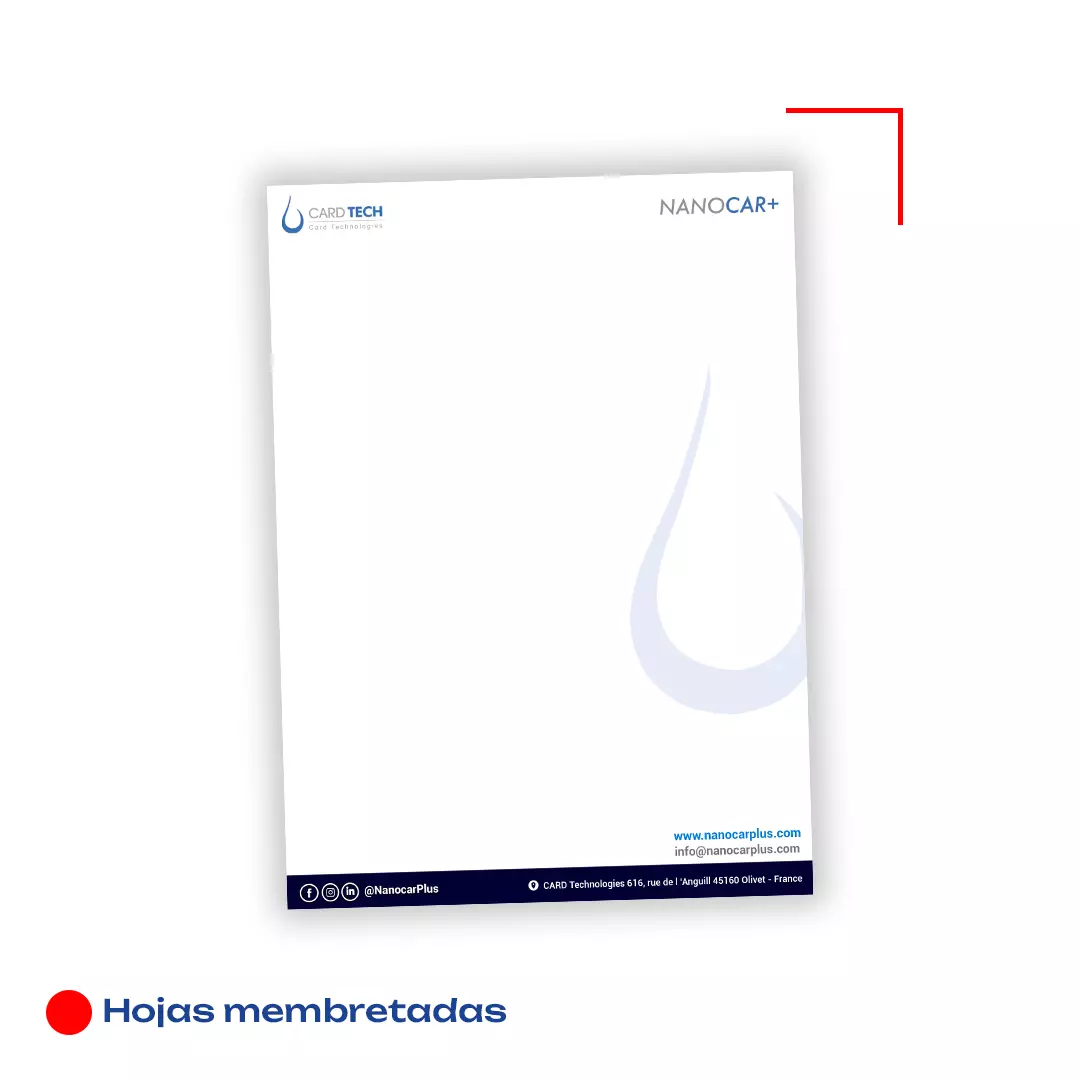 CARD TECH
Card Technologies
NANOCAR+
www.nanocarplus.com
info@nanocarplus.com
@NanocarPlus
CARD Technologies 616, rue de l 'Anguill 45160 Olivet - France
Hojas membretadas